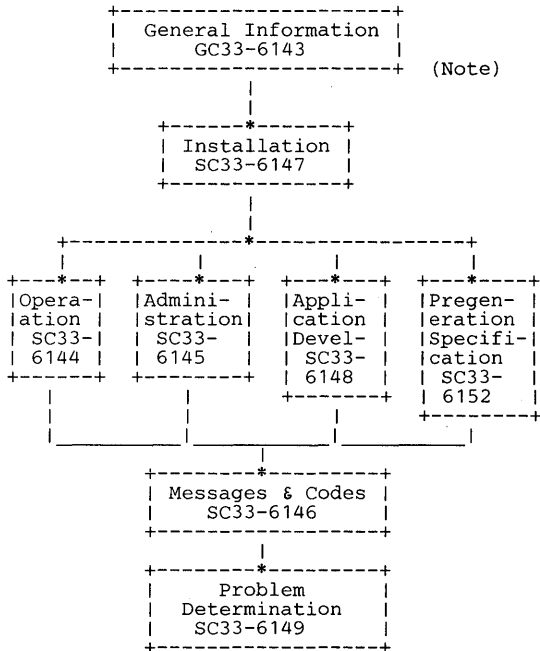 General Information
GC33-6143
(Note)
Installation
SC33-6147
Opera-
ation
SC33-
6144
Admini-
stration
SC33-
6145
Appli-
cation
Devel-
SC33-
6148
Pregen-
eration
Specifi-
cation
SC33-
6152
Messages & Codes
SC33-6146
Problem
Determination
SC33-6149